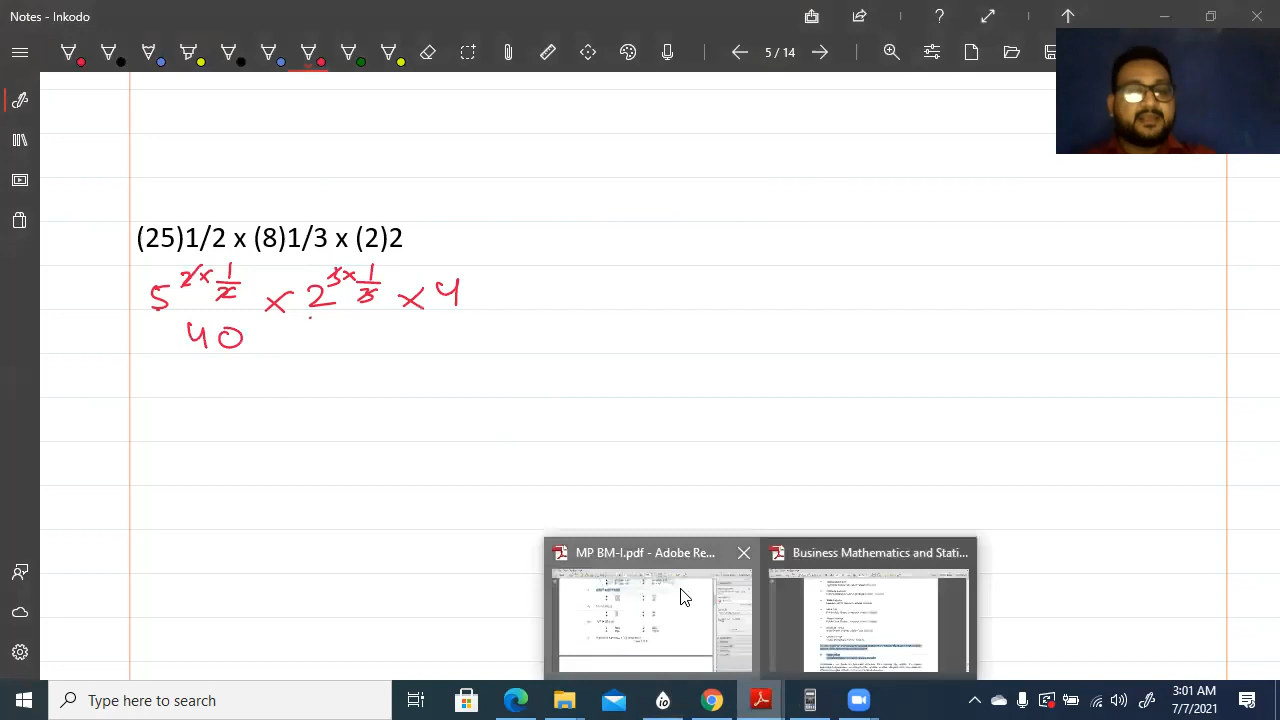 Notes - Inkodo
5 / 14
(25)1/2 x (8)1/3 x (2)2
5^{2 x 1/2} x 2^{3 x 1/3} x 4
40
MP BM-I.pdf - Adobe Re...
Business Mathematics and Stati...
Type here to search
3:01 AM
7/7/2021